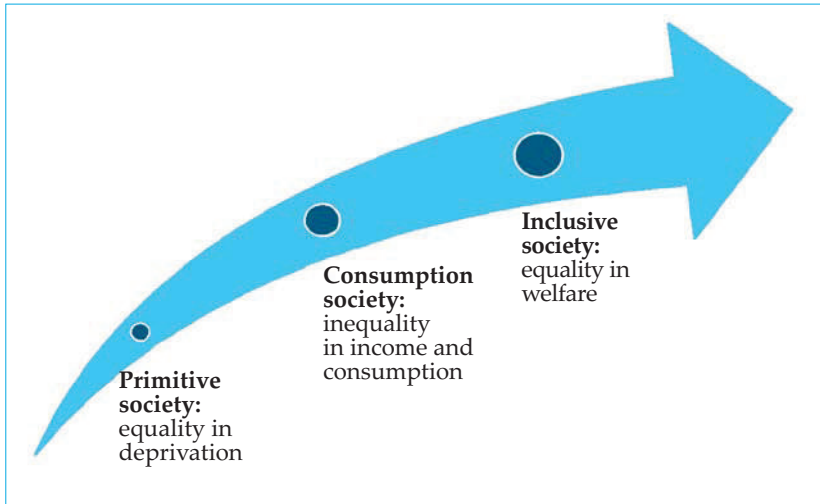 Primitive
society:
equality in
deprivation
Consumption
society:
inequality
in income and
consumption
Inclusive
society:
equality in
welfare